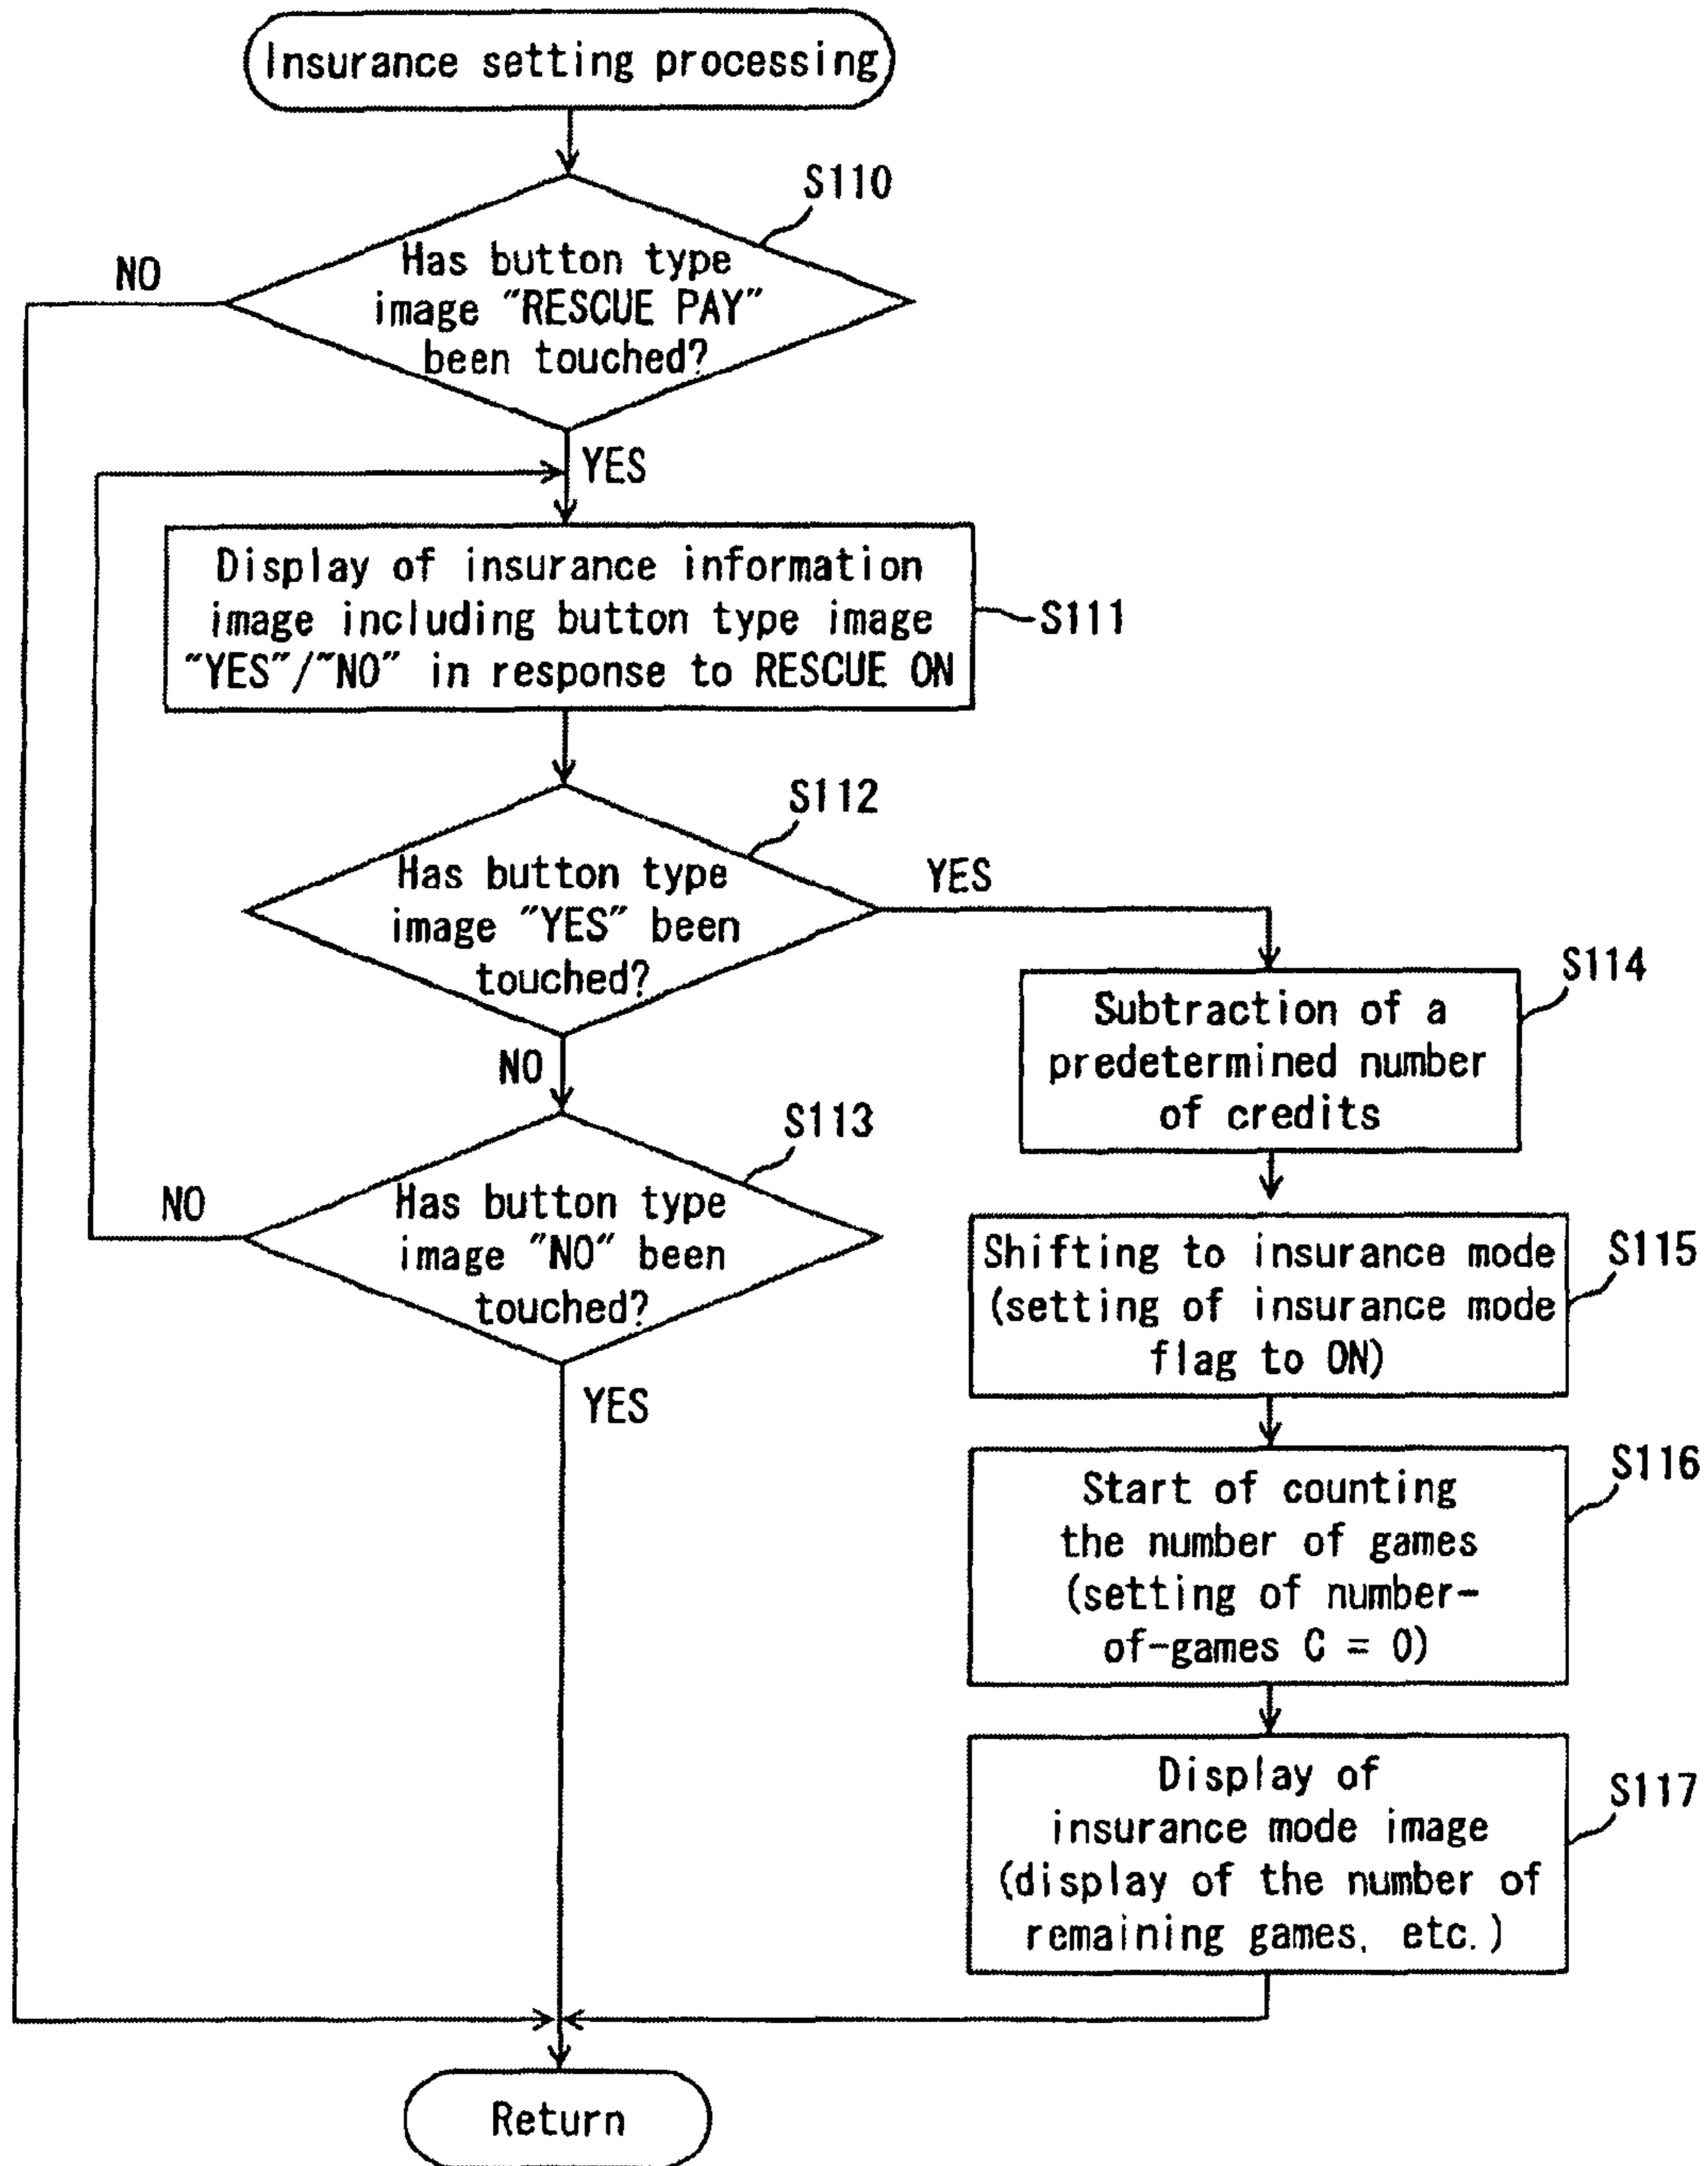 Insurance setting processing
S110
NO
Has button type
image "RESCUE PAY"
been touched?
YES
Display of insurance information
image including button type image
"YES"/"NO" in response to RESCUE ON
S111
S112
Has button type
image "YES" been
touched?
YES
S114
Subtraction of a
predetermined number
of credits
NO
S113
Has button type
image "NO" been
touched?
NO
YES
Shifting to insurance mode
(setting of insurance mode
flag to ON)
S115
S116
Start of counting
the number of games
(setting of number-
of-games C = 0)
Display of
insurance mode image
(display of the number of
remaining games, etc.)
S117
Return